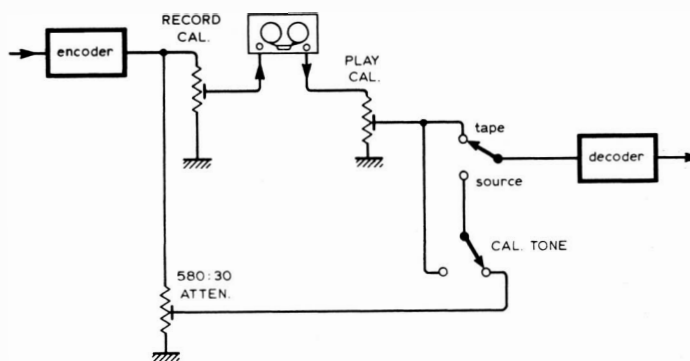 RECORD
CAL.
encoder
PLAY
CAL.
tape
source
decoder
CAL. TONE
580:30
ATTEN.